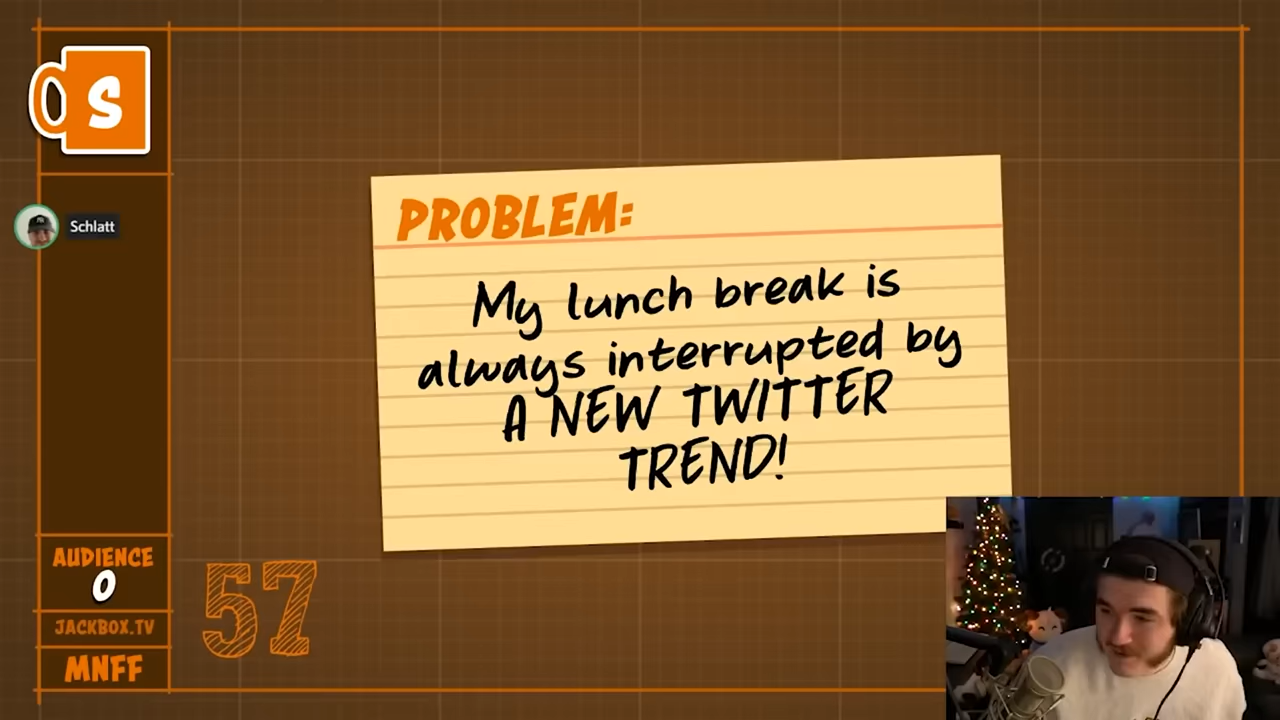 S
Schlatt
PROBLEM:
My lunch break is
always interrupted by
A NEW TWITTER
TREND!
AUDIENCE
0
JACKBOX.TV
MNFF
57